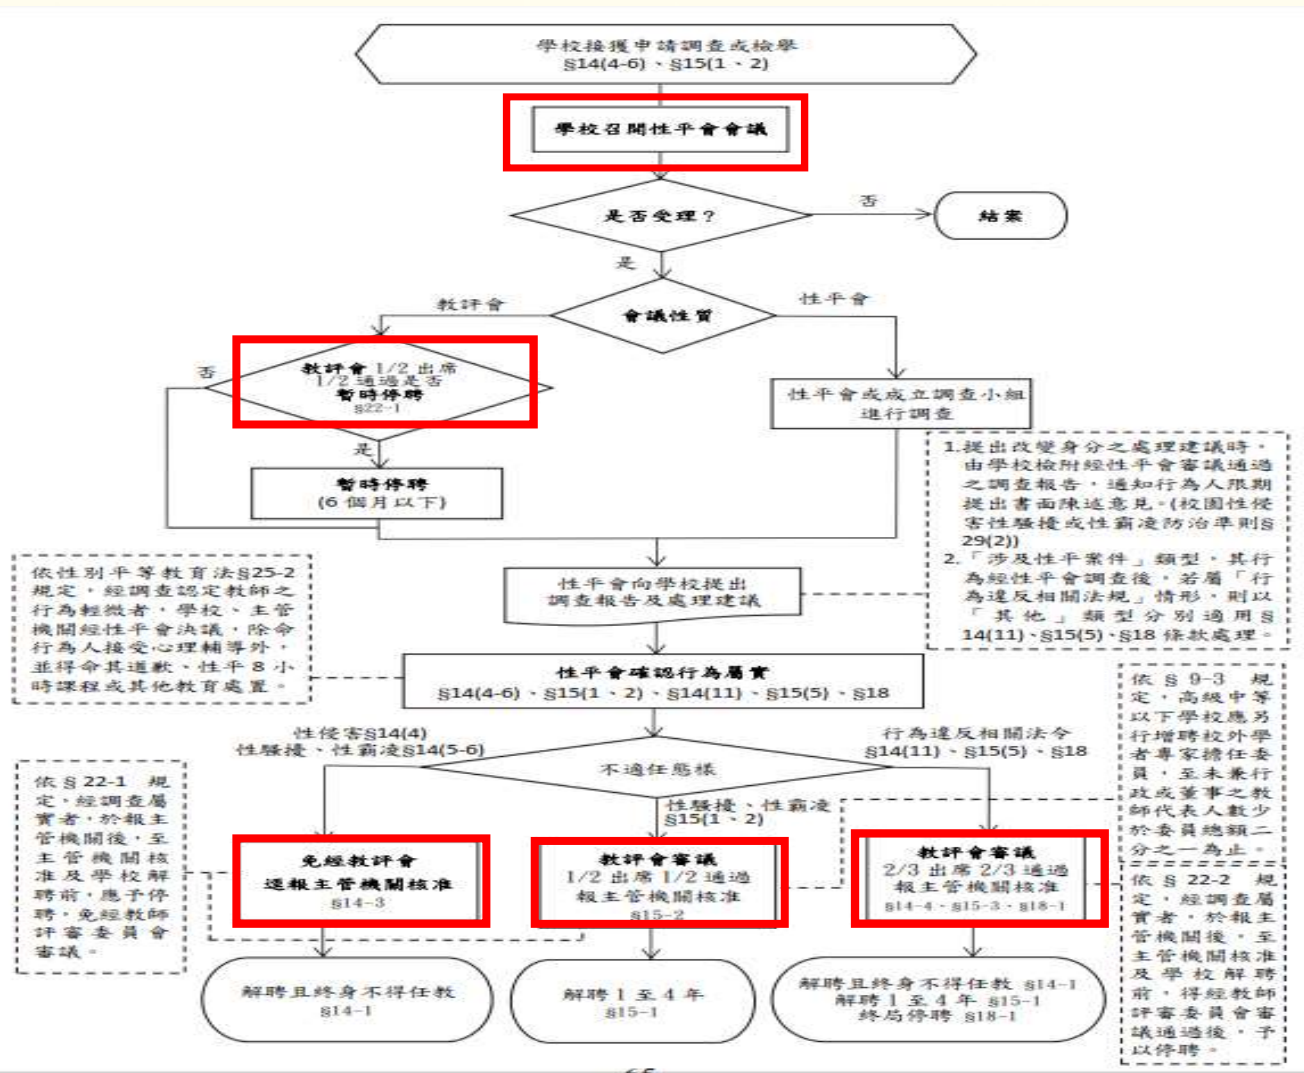 學校接獲申請調查或檢舉
§14(4-6)、§15(1、2)
學校召開性平會會議
是否受理？
否
結案
是
會議性質
教評會
性平會
教評會 1/2 出席
1/2 通過是否
暫時停聘
§22-1
否
是
暫時停聘
(6 個月以下)
性平會或成立調查小組
進行調查
1.提出改變身分之處理建議時，
由學校檢附經性平會審議通過
之調查報告，通知行為人限期
提出書面陳述意見。(校園性侵
害性騷擾或性霸凌防治準則§
29(2))
2.「涉及性平案件」類型，其行
為經性平會調查後，若屬「行
為違反相關法規」情形，則以
「其他」類型分別適用§
14(11)、§15(5)、§18 條款處理。
性平會向學校提出
調查報告及處理建議
依性別平等教育法§25-2
規定，經調查認定教師之
行為輕微者，學校、主管
機關經性平會決議，除命
行為人接受心理輔導外，
並得命其道歉、性平 8 小
時課程或其他教育處置。
性平會確認行為屬實
§14(4-6)、§15(1、2)、§14(11)、§15(5)、§18
性侵害§14(4)
性騷擾、性霸凌§14(5-6)
行為違反相關法令
§14(11)、§15(5)、§18
不適任態樣
性騷擾、性霸凌
§15(1、2)
依 § 9-3 規
定，高級中等
以下學校應另
行增聘校外學
者專家擔任委
員，至未兼行
政或董事之教
師代表人數少
於委員總額二
分之一為止。
依 § 22-1 規
定，經調查屬
實者，於報主
管機關後，至
主管機關核
准及學校解
聘前，應予停
聘，免經教師
評審委員會
審議。
免經教評會
逕報主管機關核准
§14-3
教評會審議
1/2 出席 1/2 通過
報主管機關核准
§15-2
教評會審議
2/3 出席 2/3 通過
報主管機關核准
§14-4、§15-3、§18-1
依 § 22-2 規
定，經調查屬
實者，於報主
管機關後，至
主管機關核准
及學校解聘
前，得經教師
評審委員會審
議通過後，予
以停聘。
解聘且終身不得任教
§14-1
解聘 1 至 4 年
§15-1
解聘且終身不得任教 §14-1
解聘 1 至 4 年 §15-1
終局停聘 §18-1